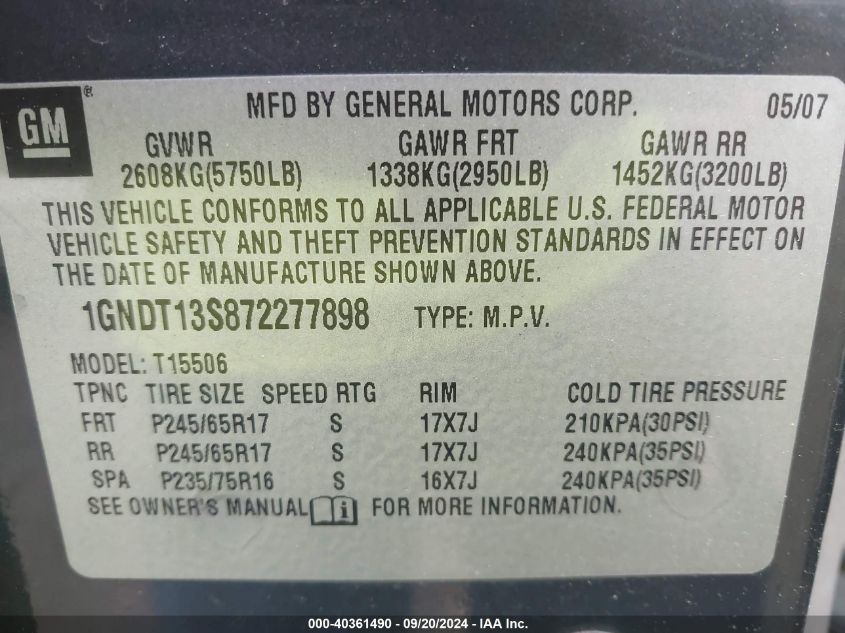 GM®
MFD BY GENERAL MOTORS CORP. 05/07
GVWR GAWR FRT GAWR RR
2608KG(5750LB) 1338KG(2950LB) 1452KG(3200LB)
THIS VEHICLE CONFORMS TO ALL APPLICABLE U.S. FEDERAL MOTOR
VEHICLE SAFETY AND THEFT PREVENTION STANDARDS IN EFFECT ON
THE DATE OF MANUFACTURE SHOWN ABOVE.
1GNDT13S872277898 TYPE: M.P.V.
MODEL: T15506
TPNC TIRE SIZE SPEED RTG RIM COLD TIRE PRESSURE
FRT P245/65R17 S 17X7J 210KPA(30PSI)
RR P245/65R17 S 17X7J 240KPA(35PSI)
SPA P235/75R16 S 16X7J 240KPA(35PSI)
SEE OWNER'S MANUAL i FOR MORE INFORMATION.
000-40361490 - 09/20/2024 - IAA Inc.